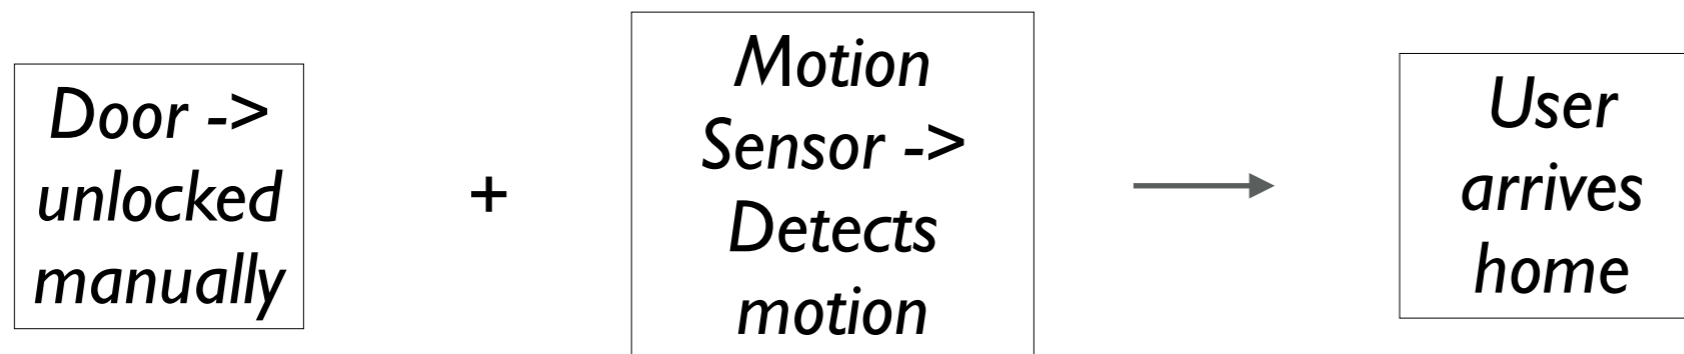 Door ->
unlocked
manually
+
Motion
Sensor ->
Detects
motion
User
arrives
home